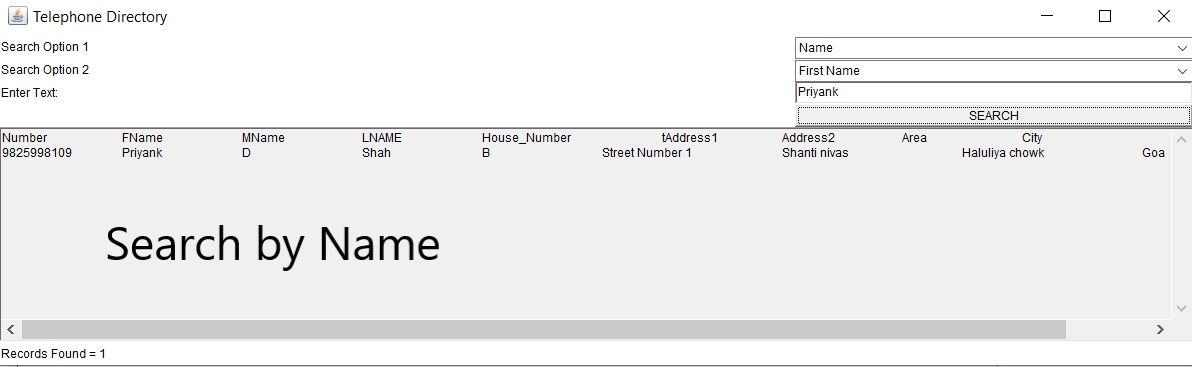 Telephone Directory
Search Option 1 Name
Search Option 2 First Name
Enter Text: Priyank
SEARCH
Number FName MName LNAME House_Number tAddress1 Address2 Area City
9825998109 Priyank D Shah B Street Number 1 Shanti nivas Haluliya chowk Goa
Search by Name
Records Found = 1